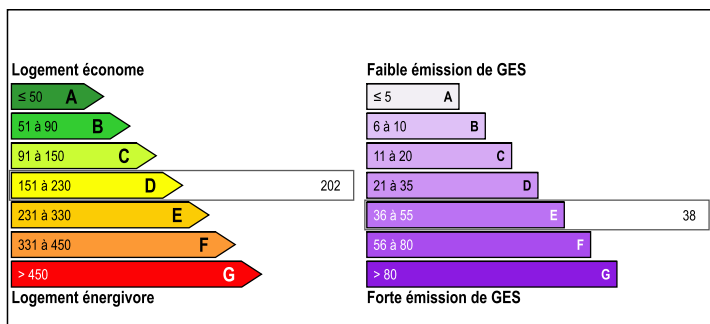 Logement économe
≤ 50 A
51 à 90 B
91 à 150 C
151 à 230 D 202
231 à 330 E
331 à 450 F
> 450 G
Logement énergivore
Faible émission de GES
≤ 5 A
6 à 10 B
11 à 20 C
21 à 35 D
36 à 55 E 38
56 à 80 F
> 80 G
Forte émission de GES